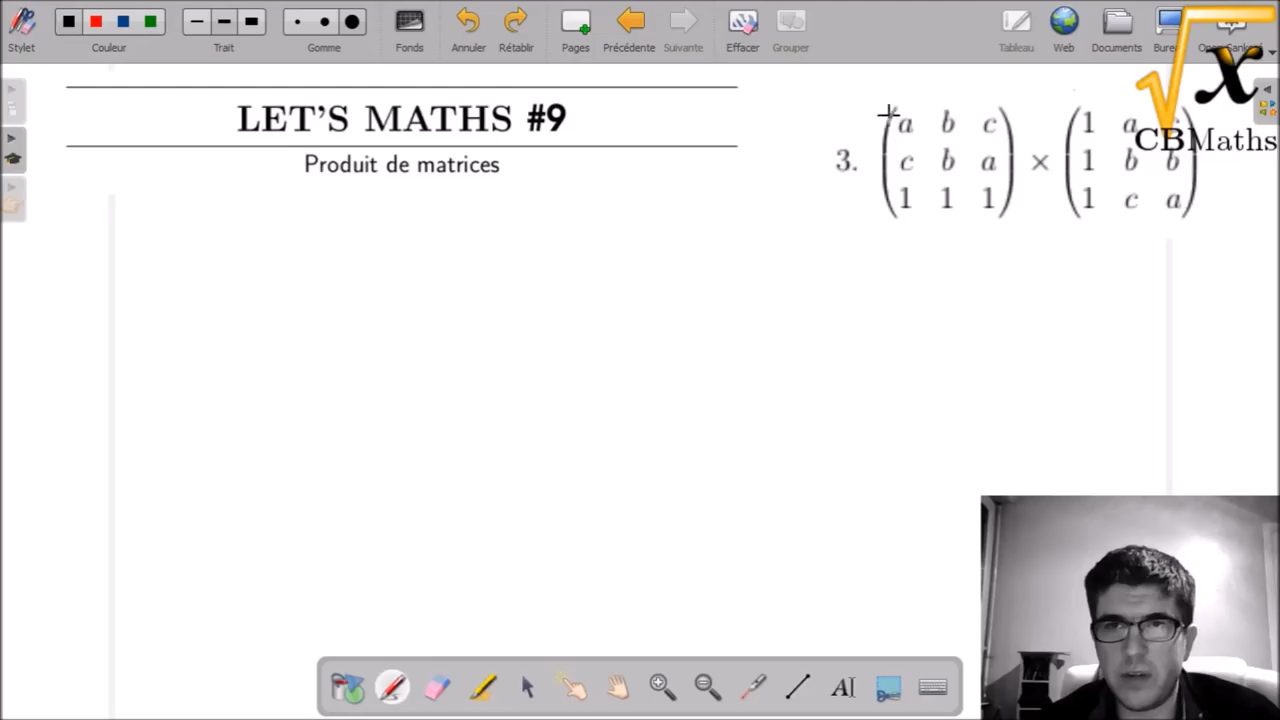 Stylet Couleur Trait Gomme Fonds Annuler Rétablir Pages Précédente Suivante Effacer Grouper Tableau Web Documents
LET'S MATHS #9
Produit de matrices
3. ( a b c ) × ( 1 a c )
( c b a ) ( 1 b b )
( 1 1 1 ) ( 1 c a )
√x
CBMaths
AI